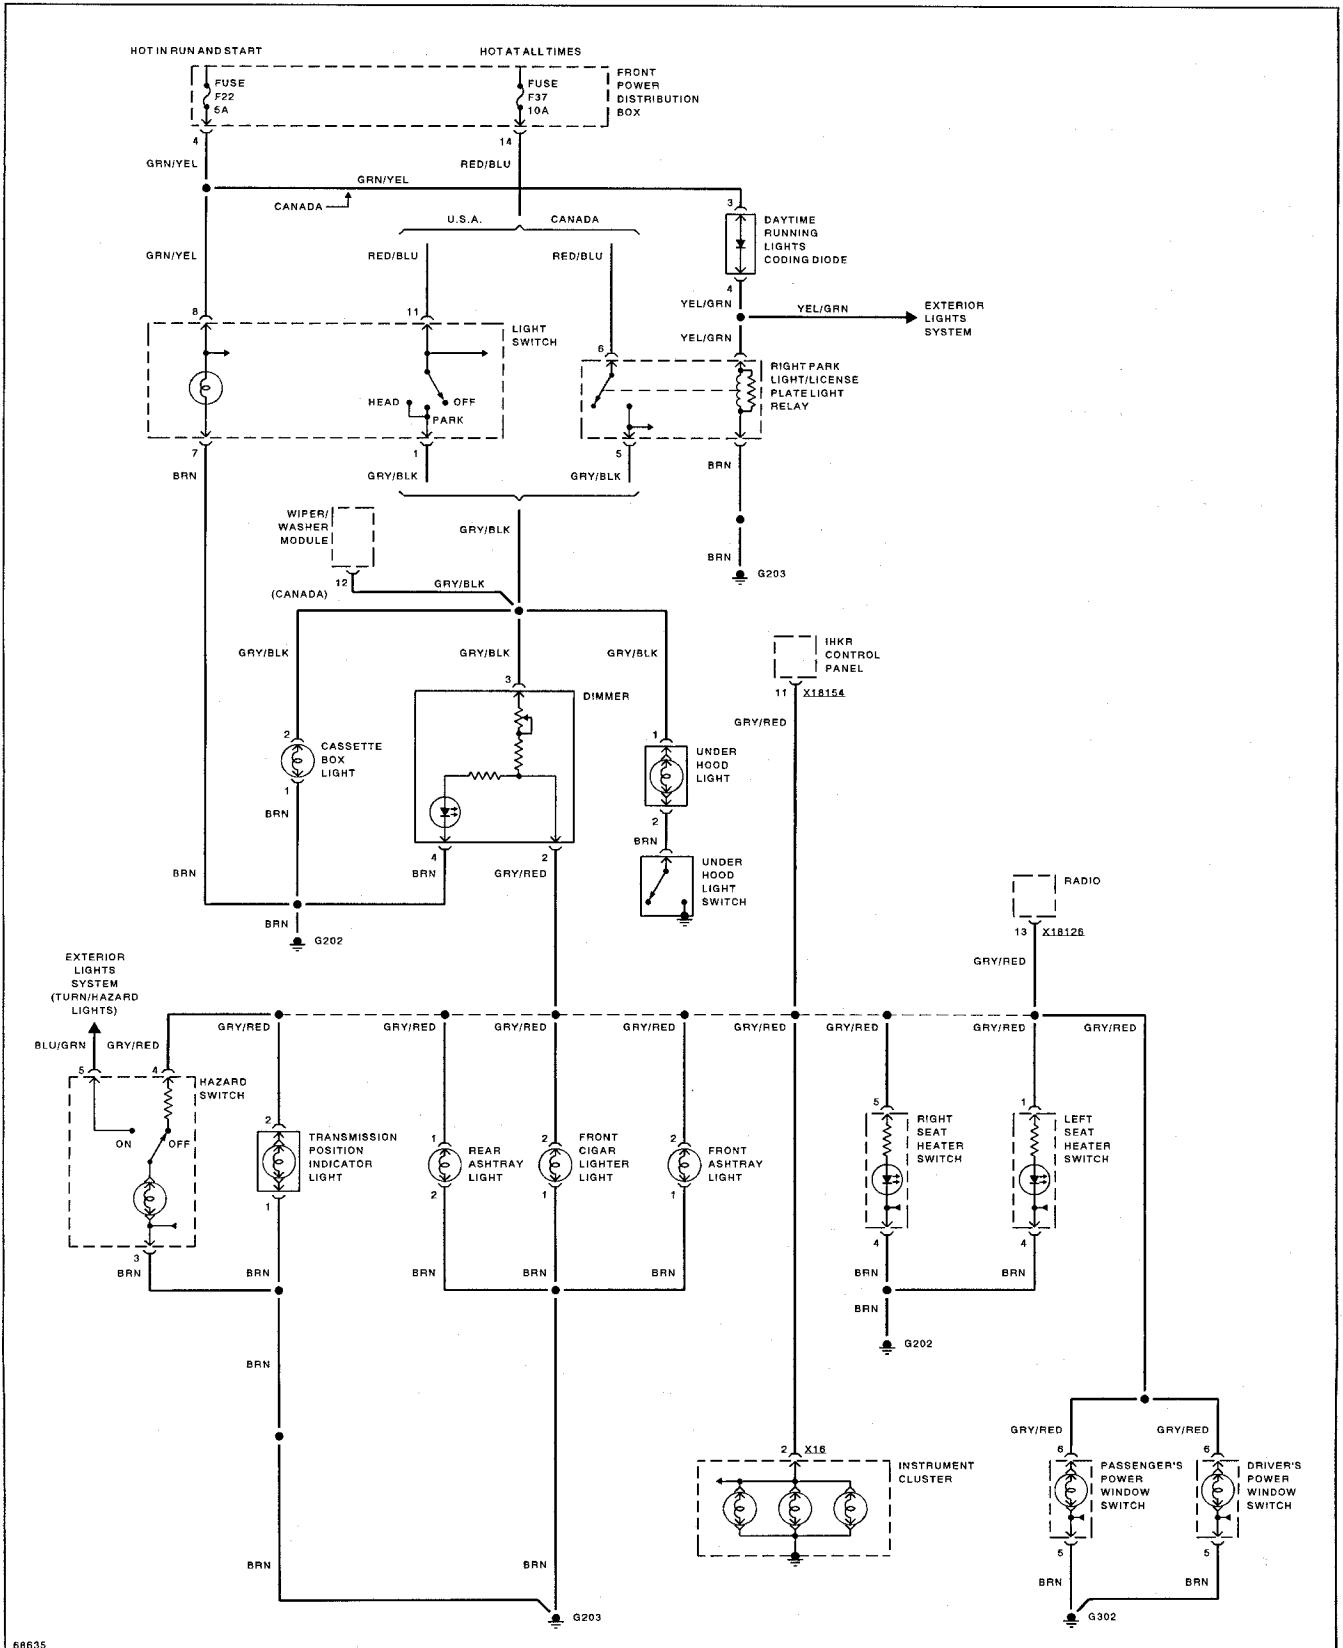 HOT IN RUN AND START
HOT AT ALL TIMES
FUSE
F22
5A
FUSE
F37
10A
FRONT
POWER
DISTRIBUTION
BOX
4
14
GRN/YEL
RED/BLU
GRN/YEL
CANADA
U.S.A.
CANADA
3
DAYTIME
RUNNING
LIGHTS
CODING DIODE
GRN/YEL
RED/BLU
RED/BLU
4
YEL/GRN
YEL/GRN
EXTERIOR
LIGHTS
SYSTEM
8
11
LIGHT
SWITCH
YEL/GRN
6
RIGHT PARK
LIGHT/LICENSE
PLATE LIGHT
RELAY
HEAD
OFF
PARK
7
1
5
BRN
GRY/BLK
GRY/BLK
BRN
WIPER/
WASHER
MODULE
GRY/BLK
BRN
G203
12
GRY/BLK
(CANADA)
GRY/BLK
GRY/BLK
GRY/BLK
IHKR
CONTROL
PANEL
3
DIMMER
11
X18154
GRY/RED
2
CASSETTE
BOX
LIGHT
1
UNDER
HOOD
LIGHT
1
BRN
2
BRN
4
2
BRN
BRN
GRY/RED
UNDER
HOOD
LIGHT
SWITCH
RADIO
BRN
G202
13
X18126
GRY/RED
EXTERIOR
LIGHTS
SYSTEM
(TURN/HAZARD
LIGHTS)
GRY/RED
GRY/RED
GRY/RED
GRY/RED
GRY/RED
GRY/RED
GRY/RED
GRY/RED
BLU/GRN
GRY/RED
5
4
HAZARD
SWITCH
ON
OFF
2
TRANSMISSION
POSITION
INDICATOR
LIGHT
1
1
REAR
ASHTRAY
LIGHT
2
2
FRONT
CIGAR
LIGHTER
LIGHT
1
2
FRONT
ASHTRAY
LIGHT
1
5
RIGHT
SEAT
HEATER
SWITCH
4
1
LEFT
SEAT
HEATER
SWITCH
4
3
BRN
BRN
BRN
BRN
BRN
BRN
BRN
BRN
G202
BRN
GRY/RED
GRY/RED
2
X16
INSTRUMENT
CLUSTER
6
PASSENGER'S
POWER
WINDOW
SWITCH
5
6
DRIVER'S
POWER
WINDOW
SWITCH
5
BRN
BRN
BRN
BRN
G203
G302
68635